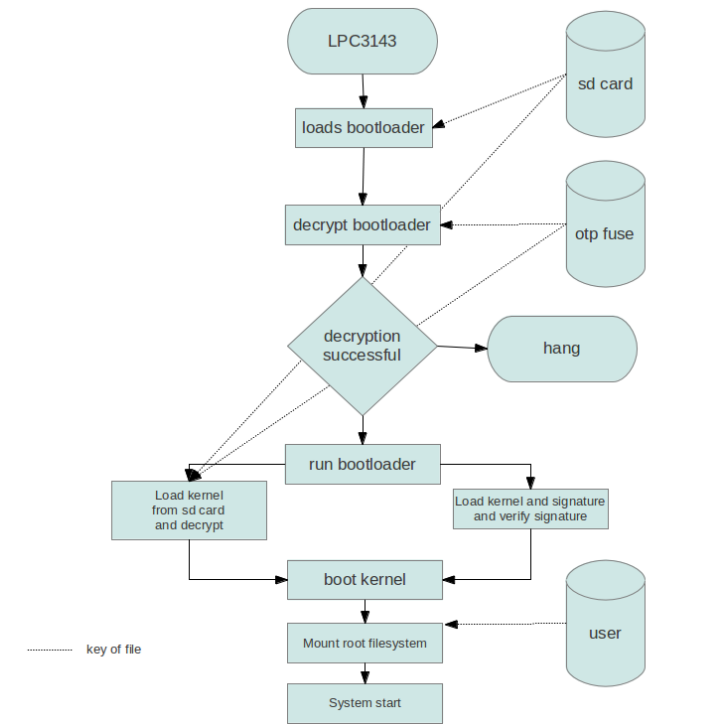 LPC3143
sd card
loads bootloader
decrypt bootloader
otp fuse
decryption
successful
hang
run bootloader
Load kernel
from sd card
and decrypt
Load kernel and signature
and verify signature
boot kernel
user
Mount root filesystem
key of file
System start